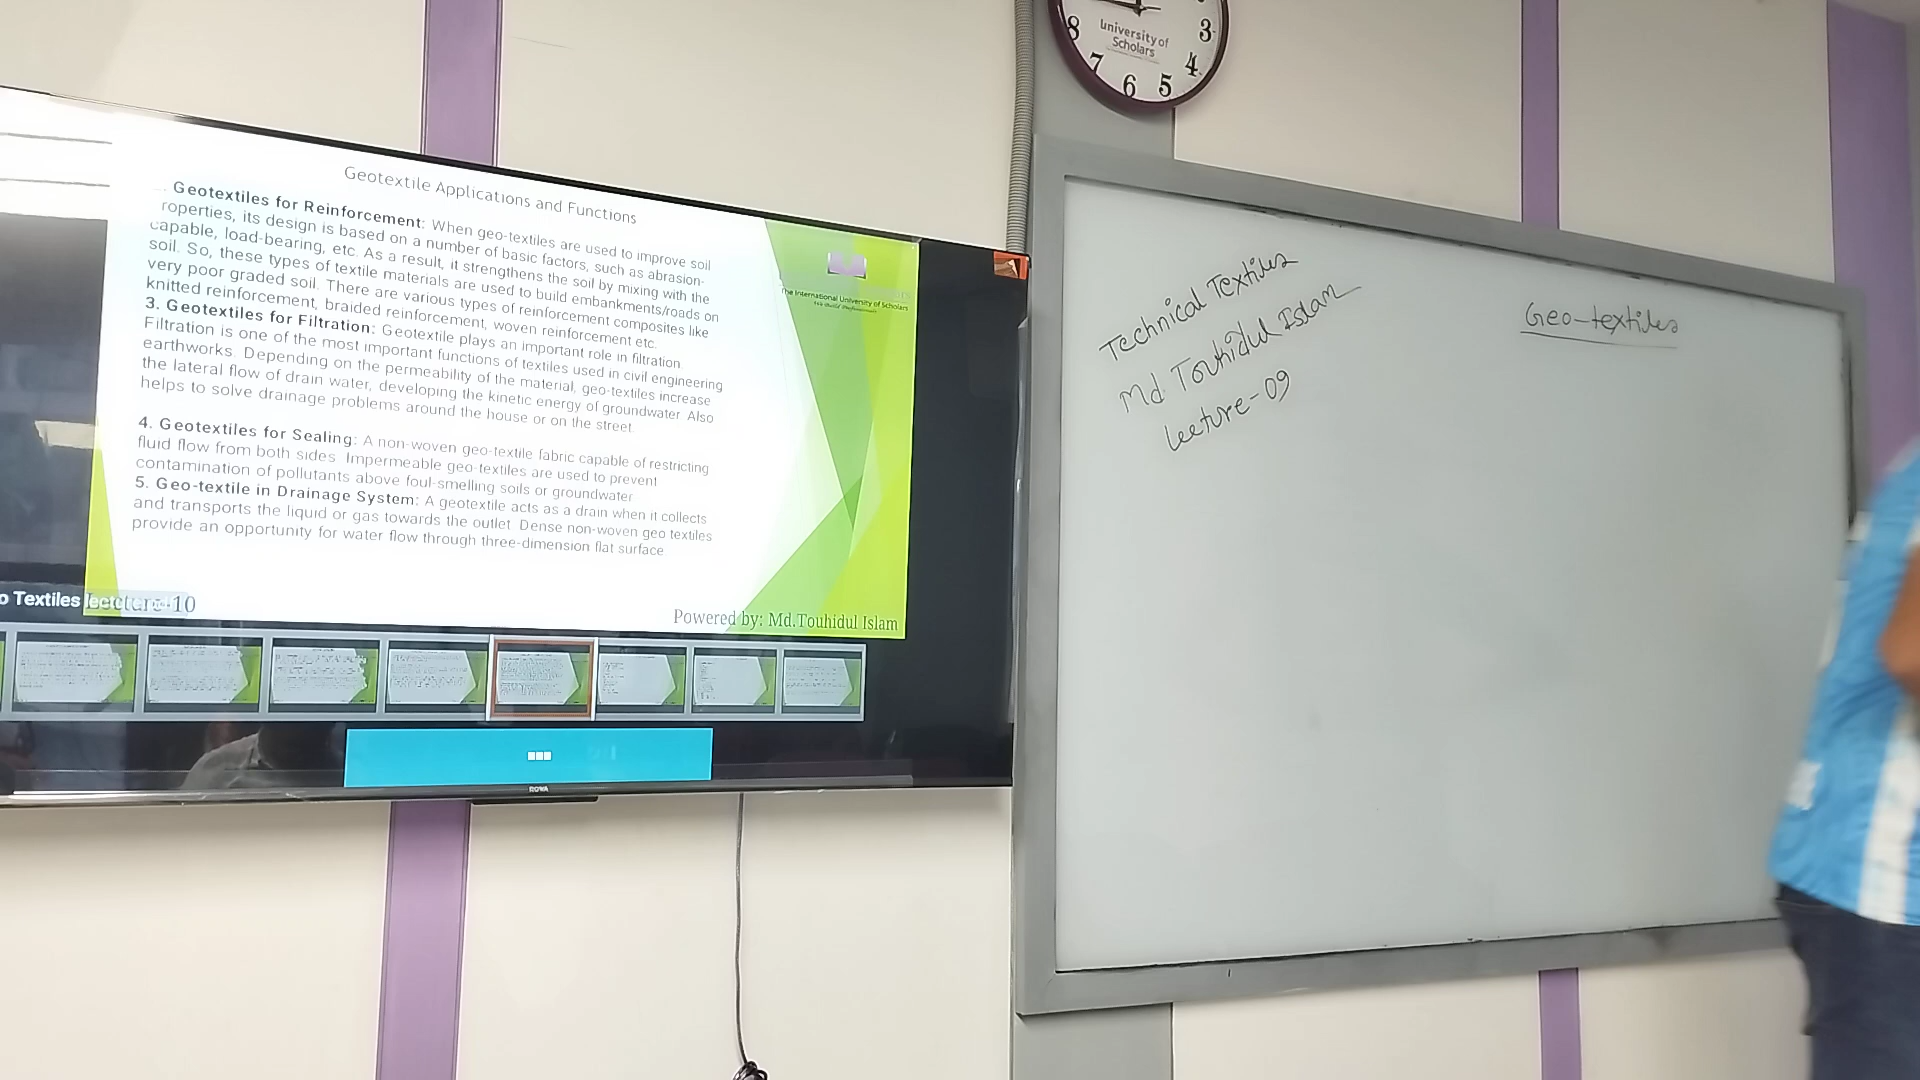 Geotextile Applications and Functions
Geotextiles for Reinforcement: When geo-textiles are used to improve soil
roperties, its design is based on a number of basic factors, such as abrasion-
capable, load-bearing, etc. As a result, it strengthens the soil by mixing with the
soil. So, these types of textile materials are used to build embankments/roads on
very poor graded soil. There are various types of reinforcement composites like
knitted reinforcement, braided reinforcement, woven reinforcement etc.
3. Geotextiles for Filtration: Geotextile plays an important role in filtration.
Filtration is one of the most important functions of textiles used in civil engineering
earthworks. Depending on the permeability of the material, geo-textiles increase
the lateral flow of drain water, developing the kinetic energy of groundwater. Also
helps to solve drainage problems around the house or on the street.
4. Geotextiles for Sealing: A non-woven geo-textile fabric capable of restricting
fluid flow from both sides. Impermeable geo-textiles are used to prevent
contamination of pollutants above foul-smelling soils or groundwater
5. Geo-textile in Drainage System: A geotextile acts as a drain when it collects
and transports the liquid or gas towards the outlet. Dense non-woven geo textiles
provide an opportunity for water flow through three-dimension flat surface
The International University of Scholars
o Textiles lecture-10
Powered by: Md.Touhidul Islam
ROWA
University of
Scholars
8 7 6 5 4 3
Technical Textiles
Md. Touhidul Islam
Lecture-09
Geo-textiles